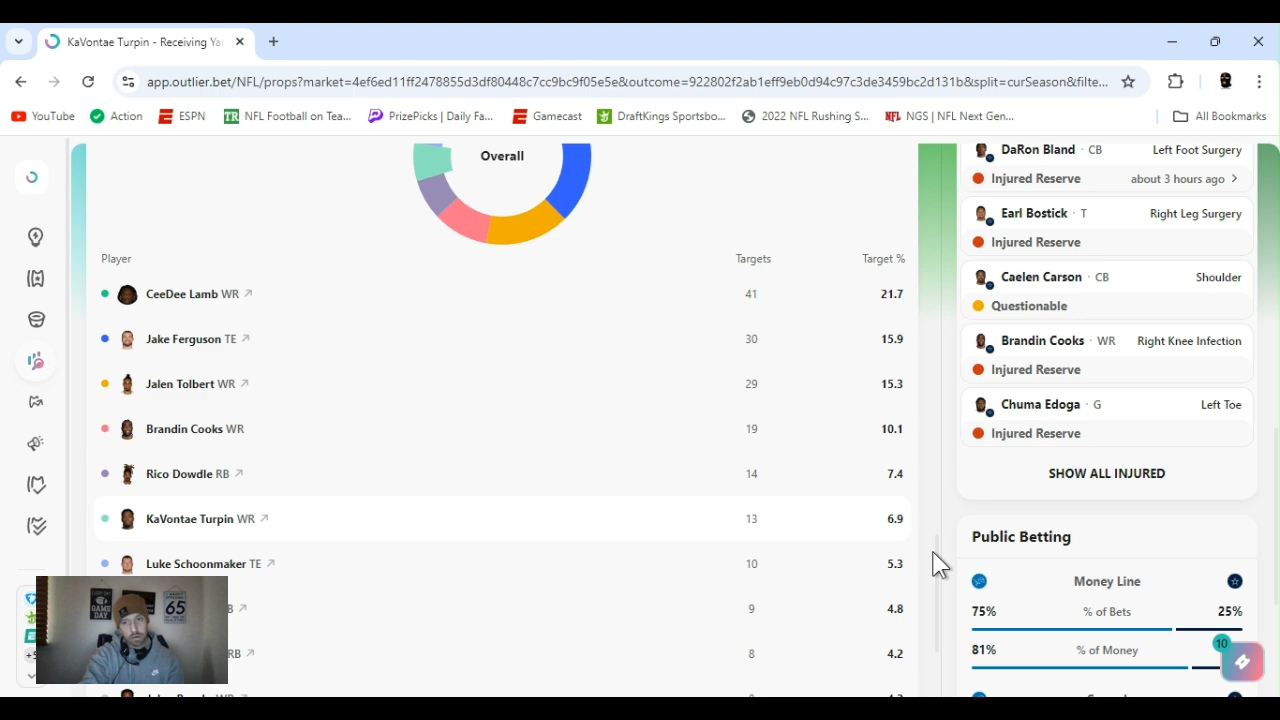 KaVontae Turpin - Receiving Ya
app.outlier.bet/NFL/props?market=4ef6ed11ff2478855d3df80448c7cc9bc9f05e5e&outcome=922802f2ab1eff9eb0d94c97c3de3459bc2d131b&split=curSeason&filte...
YouTube Action ESPN NFL Football on Tea... PrizePicks | Daily Fa... Gamecast DraftKings Sportsbo... 2022 NFL Rushing S... NFL NGS | NFL Next Gen... All Bookmarks
Overall
Player Targets Target %
CeeDee Lamb WR 41 21.7
Jake Ferguson TE 30 15.9
Jalen Tolbert WR 29 15.3
Brandin Cooks WR 19 10.1
Rico Dowdle RB 14 7.4
KaVontae Turpin WR 13 6.9
Luke Schoonmaker TE 10 5.3
9 4.8
RB 8 4.2
GAME DAY
65
DaRon Bland · CB Left Foot Surgery
Injured Reserve about 3 hours ago
Earl Bostick · T Right Leg Surgery
Injured Reserve
Caelen Carson · CB Shoulder
Questionable
Brandin Cooks · WR Right Knee Infection
Injured Reserve
Chuma Edoga · G Left Toe
Injured Reserve
SHOW ALL INJURED
Public Betting
Money Line
75% % of Bets 25%
81% % of Money
10